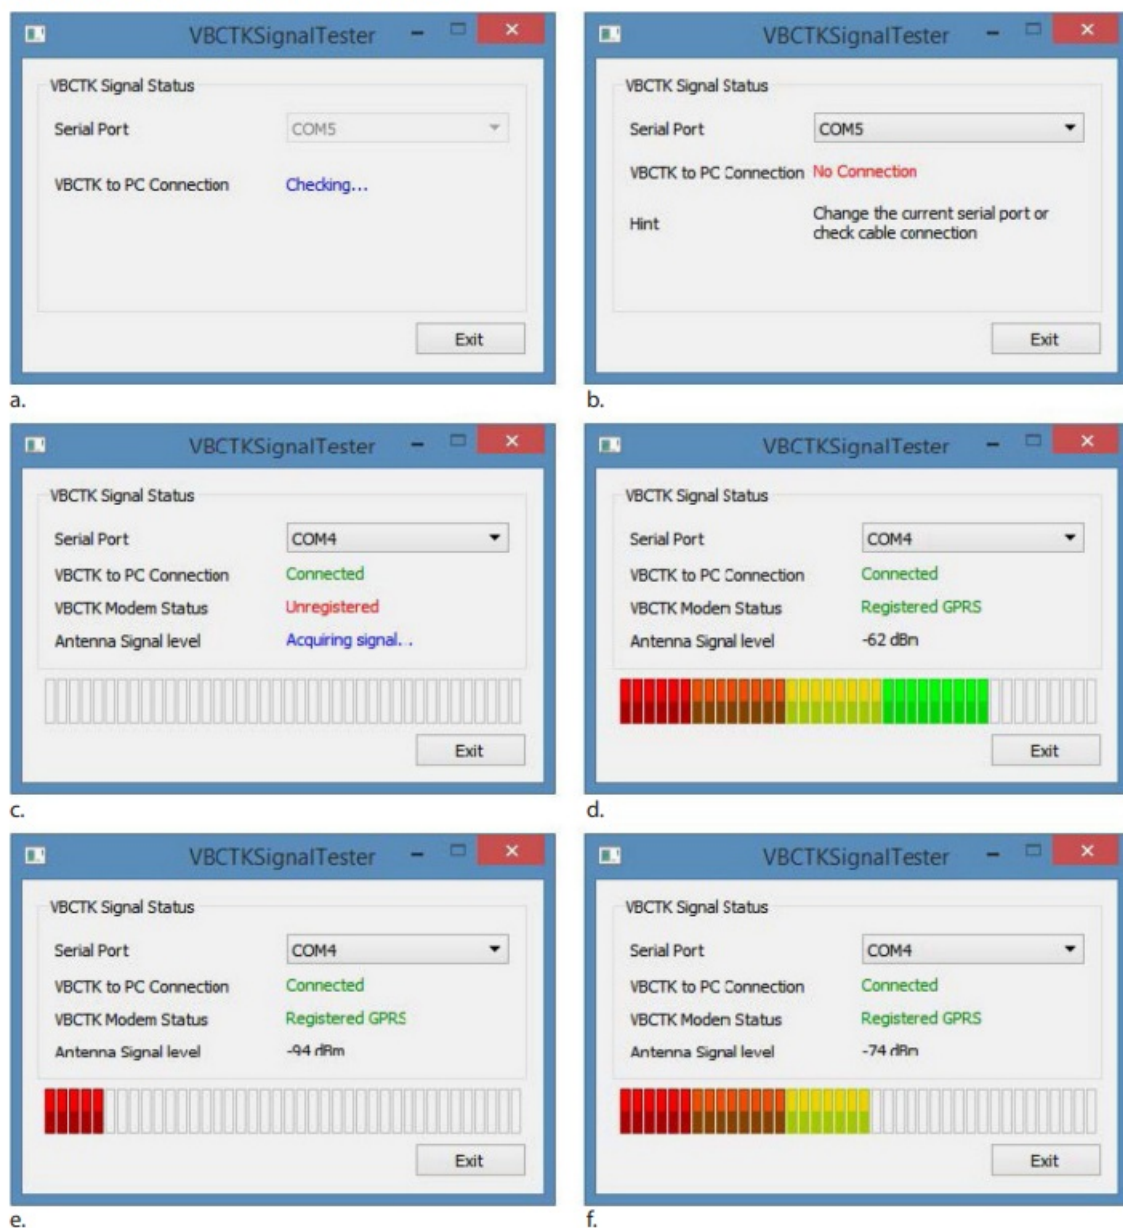 VBCTKSignalTester
VBCTK Signal Status
Serial Port COM5
VBCTK to PC Connection Checking...
Exit
a.
VBCTKSignalTester
VBCTK Signal Status
Serial Port COM5
VBCTK to PC Connection No Connection
Hint Change the current serial port or
check cable connection
Exit
b.
VBCTKSignalTester
VBCTK Signal Status
Serial Port COM4
VBCTK to PC Connection Connected
VBCTK Modem Status Unregistered
Antenna Signal level Acquiring signal...
Exit
c.
VBCTKSignalTester
VBCTK Signal Status
Serial Port COM4
VBCTK to PC Connection Connected
VBCTK Modem Status Registered GPRS
Antenna Signal level -62 dBm
Exit
d.
VBCTKSignalTester
VBCTK Signal Status
Serial Port COM4
VBCTK to PC Connection Connected
VBCTK Modem Status Registered GPRS
Antenna Signal level -94 dBm
Exit
e.
VBCTKSignalTester
VBCTK Signal Status
Serial Port COM4
VBCTK to PC Connection Connected
VBCTK Modem Status Registered GPRS
Antenna Signal level -74 dBm
Exit
f.